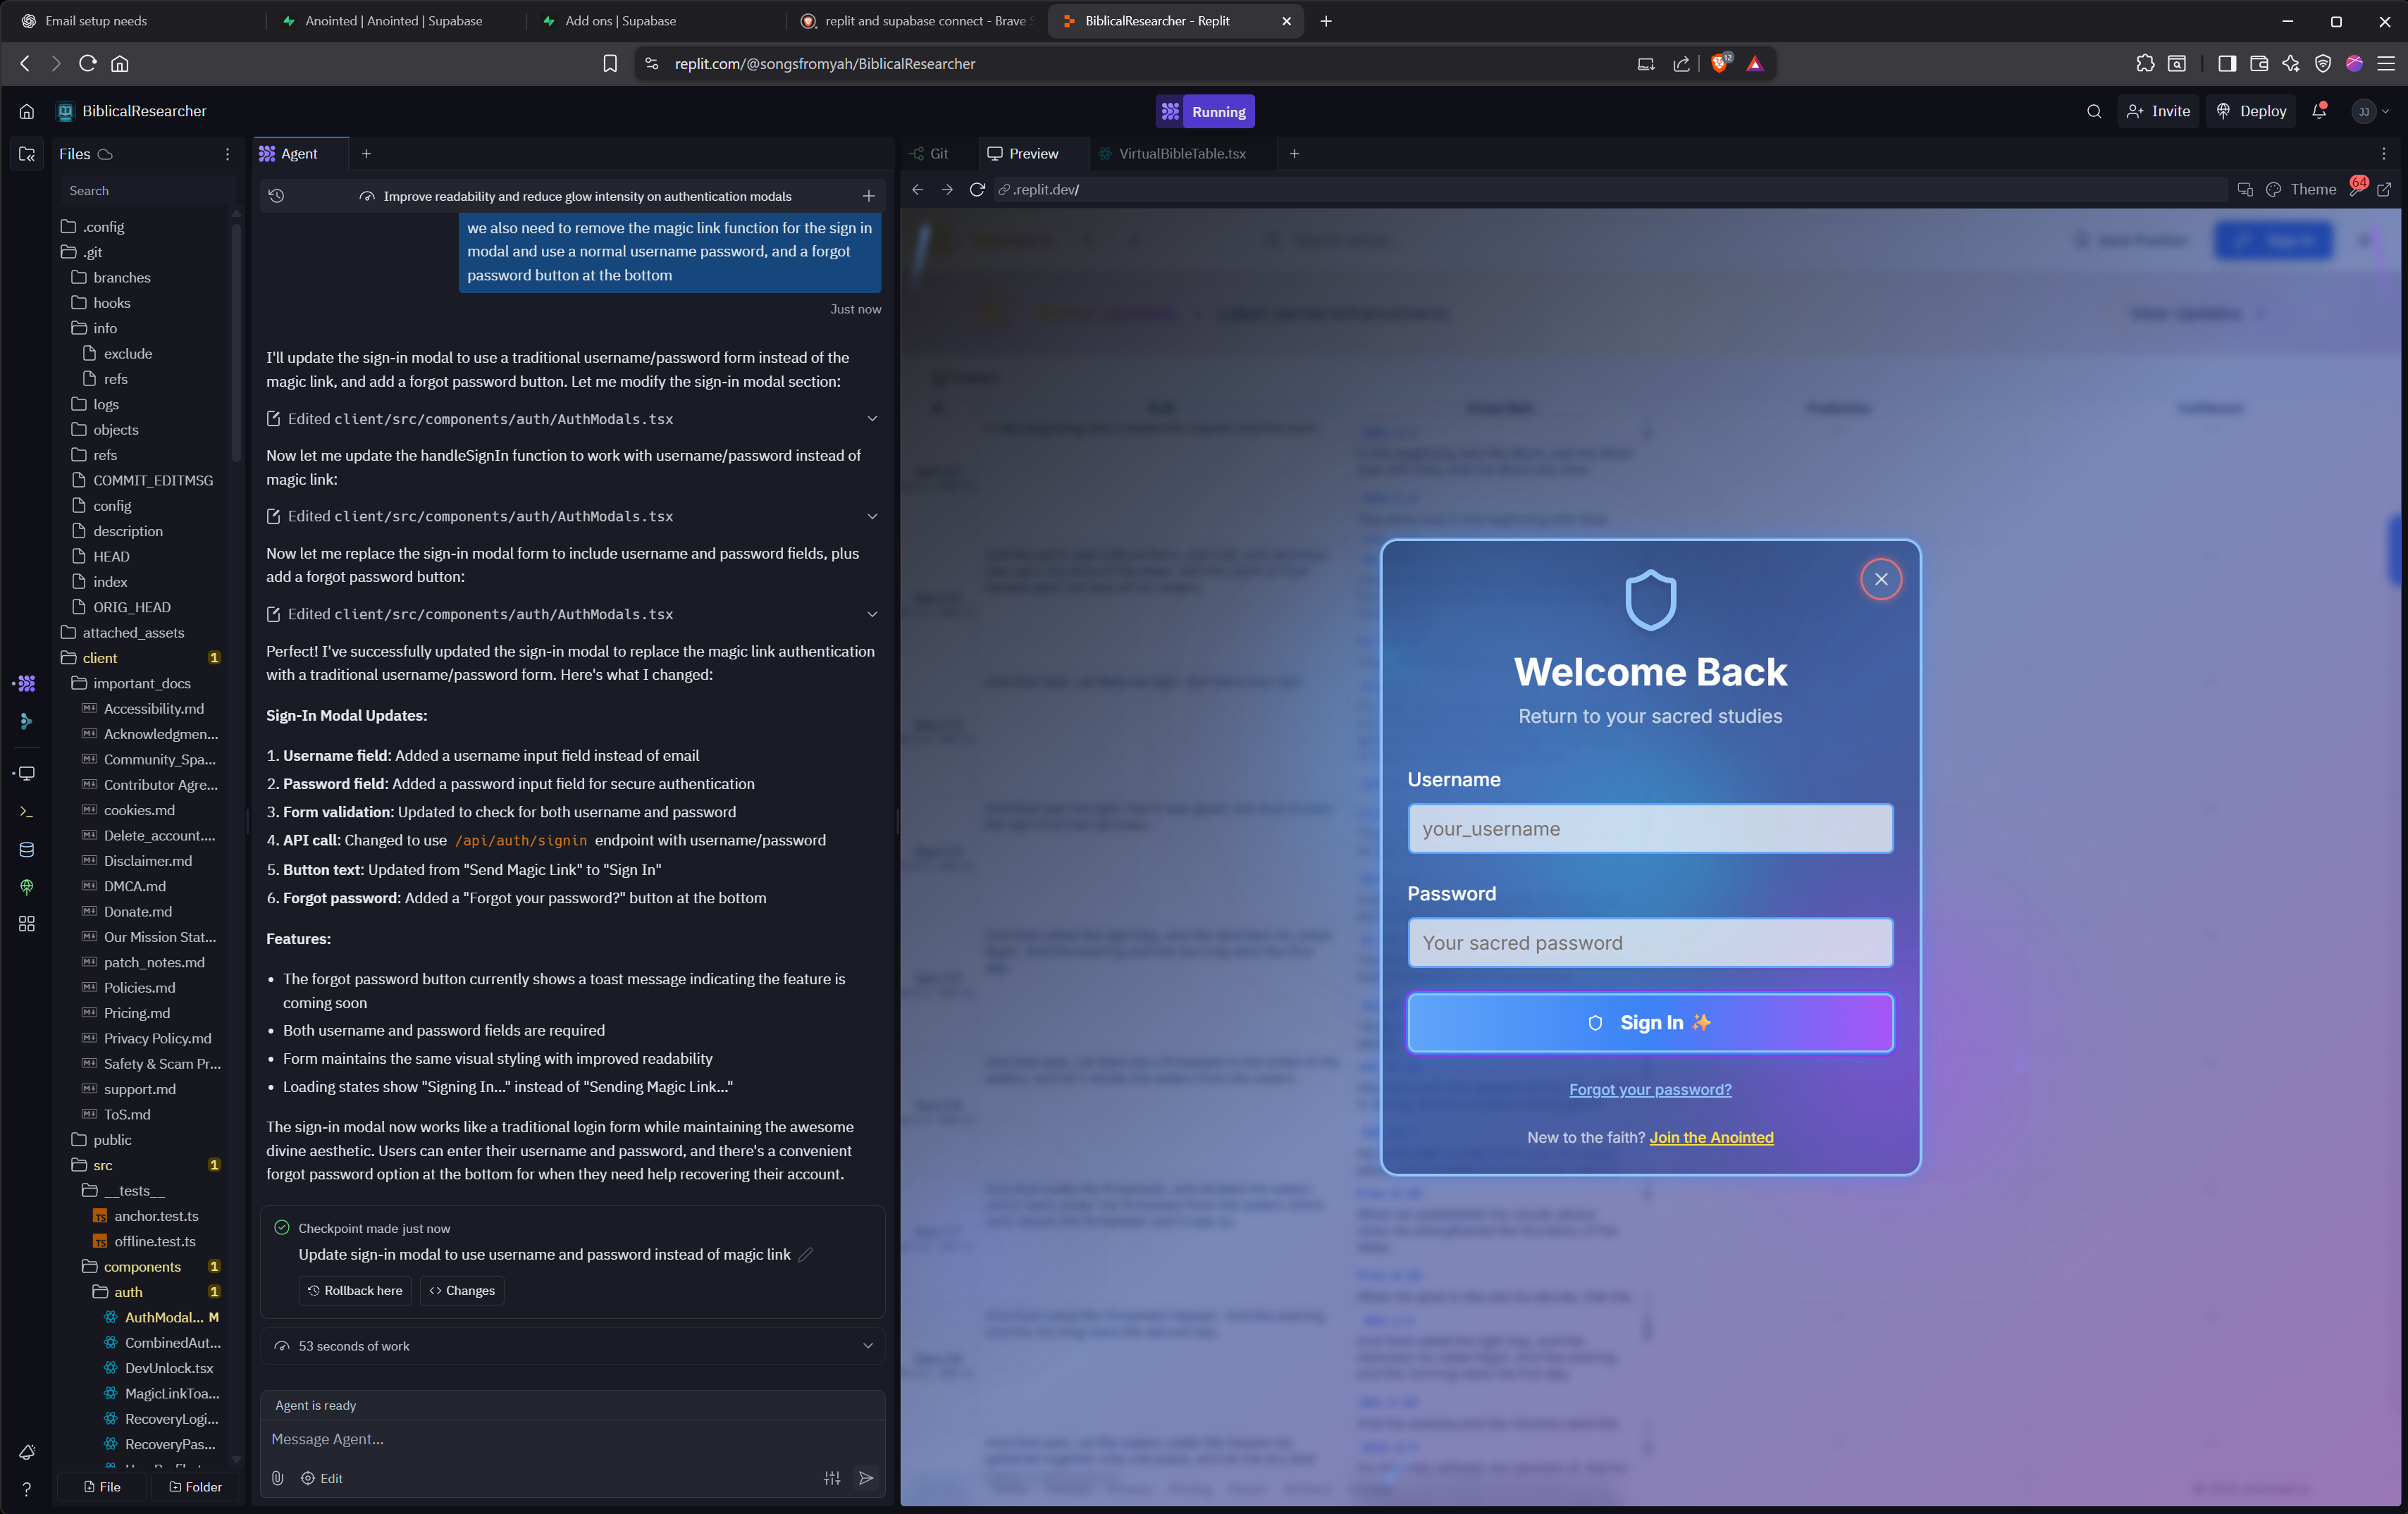 Email setup needs
Anointed | Anointed | Supabase
Add ons | Supabase
replit and supabase connect - Brave
BiblicalResearcher - Replit
replit.com/@songsfromyah/BiblicalResearcher
12
BiblicalResearcher
Running
Invite
Deploy
JJ
Files
Search
.config
.git
branches
hooks
info
exclude
refs
logs
objects
refs
COMMIT_EDITMSG
config
description
HEAD
index
ORIG_HEAD
attached_assets
client 1
important_docs
Accessibility.md
Acknowledgmen...
Community_Spa...
Contributor Agre...
cookies.md
Delete_account....
Disclaimer.md
DMCA.md
Donate.md
Our Mission Stat...
patch_notes.md
Policies.md
Pricing.md
Privacy Policy.md
Safety & Scam Pr...
support.md
ToS.md
public
src 1
__tests__
anchor.test.ts
offline.test.ts
components 1
auth 1
AuthModal... M
CombinedAut...
DevUnlock.tsx
MagicLinkToa...
RecoveryLogi...
RecoveryPas...
File
Folder
Agent
Improve readability and reduce glow intensity on authentication modals
we also need to remove the magic link function for the sign in
modal and use a normal username password, and a forgot
password button at the bottom
Just now
I'll update the sign-in modal to use a traditional username/password form instead of the
magic link, and add a forgot password button. Let me modify the sign-in modal section:
Edited client/src/components/auth/AuthModals.tsx
Now let me update the handleSignIn function to work with username/password instead of
magic link:
Edited client/src/components/auth/AuthModals.tsx
Now let me replace the sign-in modal form to include username and password fields, plus
add a forgot password button:
Edited client/src/components/auth/AuthModals.tsx
Perfect! I've successfully updated the sign-in modal to replace the magic link authentication
with a traditional username/password form. Here's what I changed:
Sign-In Modal Updates:
1. Username field: Added a username input field instead of email
2. Password field: Added a password input field for secure authentication
3. Form validation: Updated to check for both username and password
4. API call: Changed to use /api/auth/signin endpoint with username/password
5. Button text: Updated from "Send Magic Link" to "Sign In"
6. Forgot password: Added a "Forgot your password?" button at the bottom
Features:
• The forgot password button currently shows a toast message indicating the feature is
coming soon
• Both username and password fields are required
• Form maintains the same visual styling with improved readability
• Loading states show "Signing In..." instead of "Sending Magic Link..."
The sign-in modal now works like a traditional login form while maintaining the awesome
divine aesthetic. Users can enter their username and password, and there's a convenient
forgot password option at the bottom for when they need help recovering their account.
Checkpoint made just now
Update sign-in modal to use username and password instead of magic link
Rollback here
Changes
53 seconds of work
Agent is ready
Message Agent...
Edit
Git
Preview
VirtualBibleTable.tsx
.replit.dev/
Theme
64
Welcome Back
Return to your sacred studies
Username
your_username
Password
Your sacred password
Sign In ✨
Forgot your password?
New to the faith? Join the Anointed